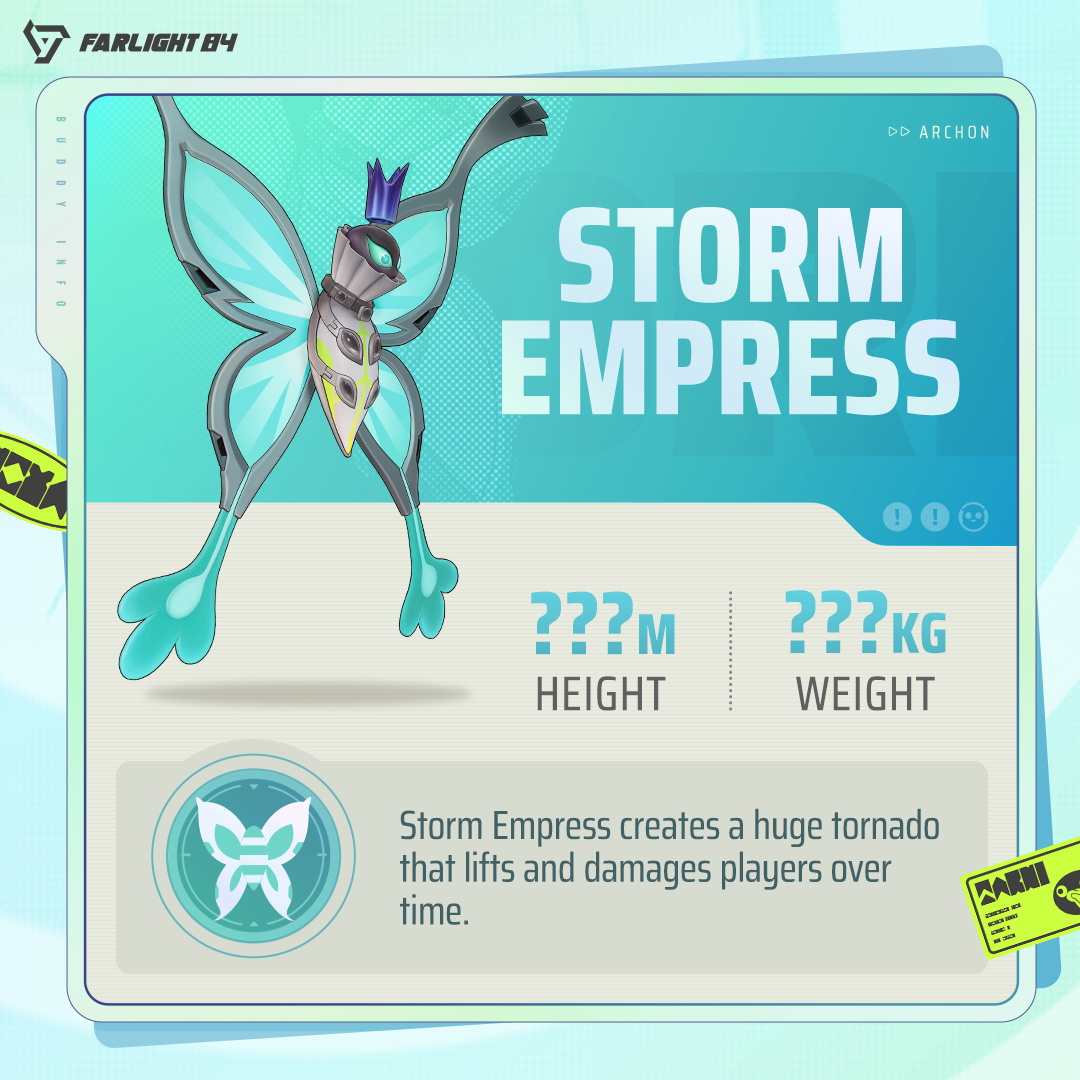 FARLIGHT 84
BUDDY INFO
ARCHON
STORM
EMPRESS
???M
HEIGHT
???KG
WEIGHT
Storm Empress creates a huge tornado
that lifts and damages players over
time.